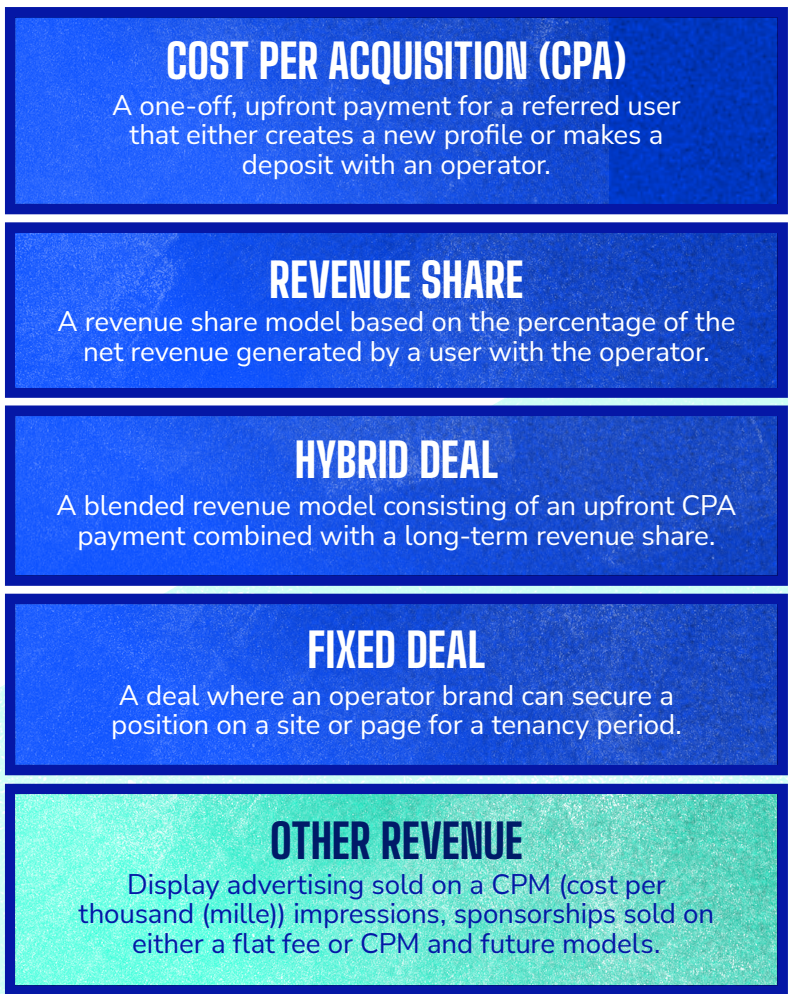 COST PER ACQUISITION (CPA)
A one-off, upfront payment for a referred user
that either creates a new profile or makes a
deposit with an operator.
REVENUE SHARE
A revenue share model based on the percentage of the
net revenue generated by a user with the operator.
HYBRID DEAL
A blended revenue model consisting of an upfront CPA
payment combined with a long-term revenue share.
FIXED DEAL
A deal where an operator brand can secure a
position on a site or page for a tenancy period.
OTHER REVENUE
Display advertising sold on a CPM (cost per
thousand (mille)) impressions, sponsorships sold on
either a flat fee or CPM and future models.